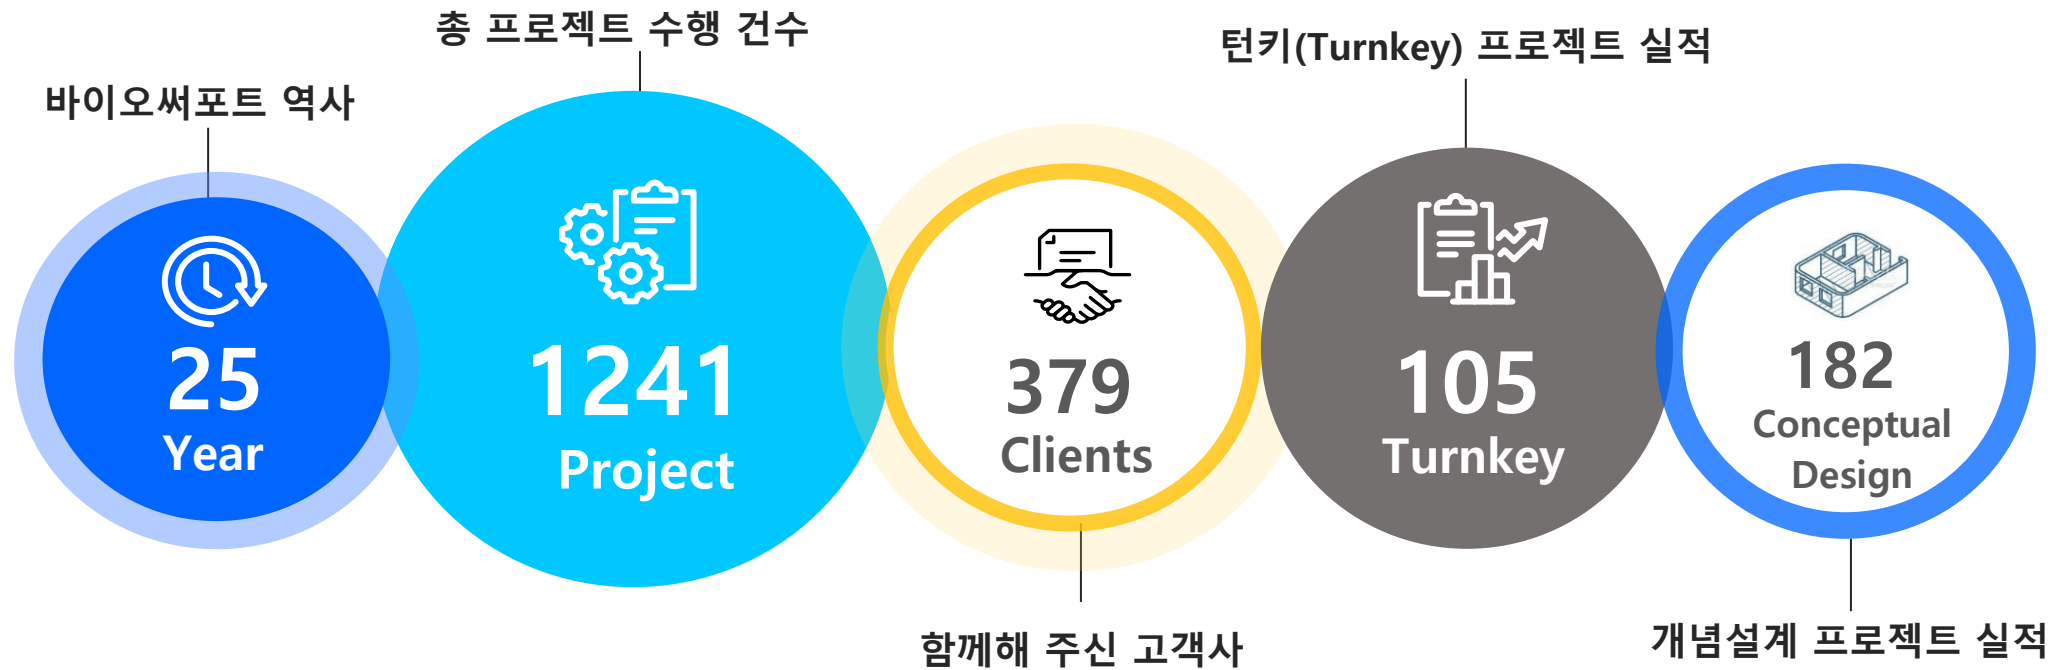 바이오써포트 역사
25
Year
총 프로젝트 수행 건수
1241
Project
379
Clients
함께해 주신 고객사
턴키(Turnkey) 프로젝트 실적
105
Turnkey
182
Conceptual
Design
개념설계 프로젝트 실적